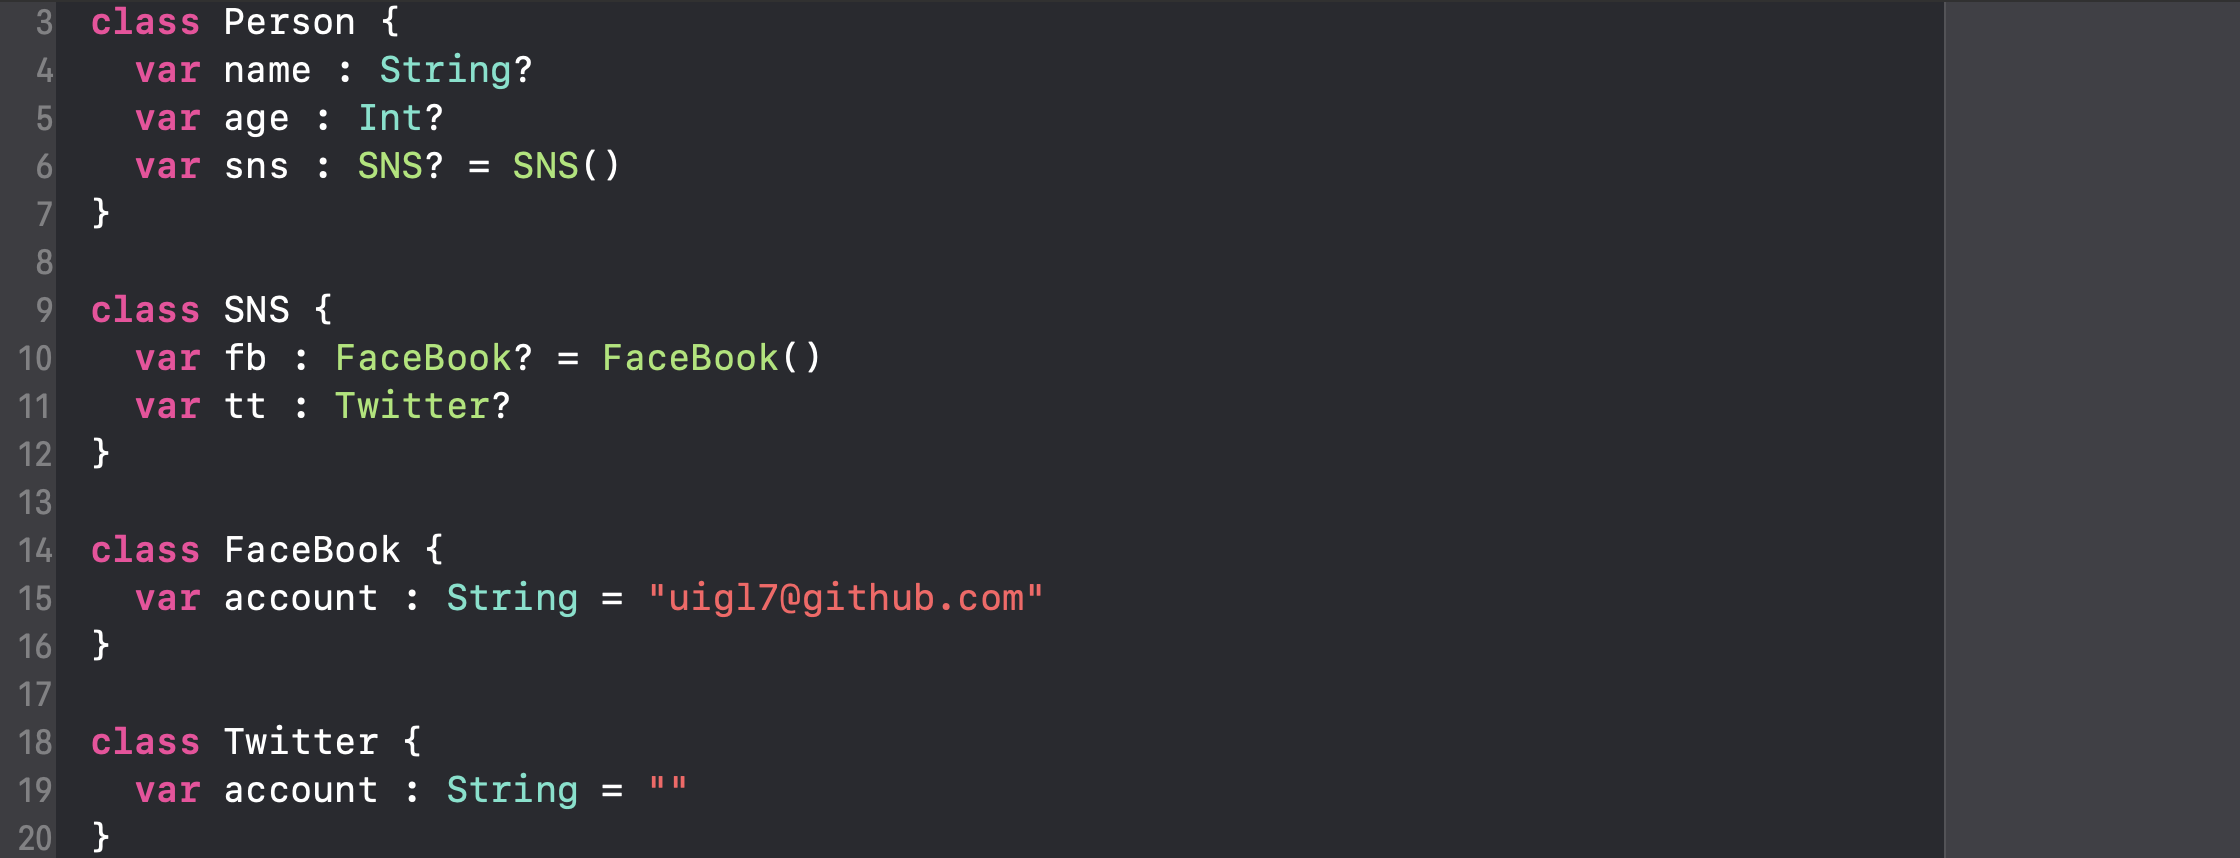 3 class Person {
4   var name : String?
5   var age : Int?
6   var sns : SNS? = SNS()
7 }
8
9 class SNS {
10   var fb : FaceBook? = FaceBook()
11   var tt : Twitter?
12 }
13
14 class FaceBook {
15   var account : String = "uigl7@github.com"
16 }
17
18 class Twitter {
19   var account : String = ""
20 }